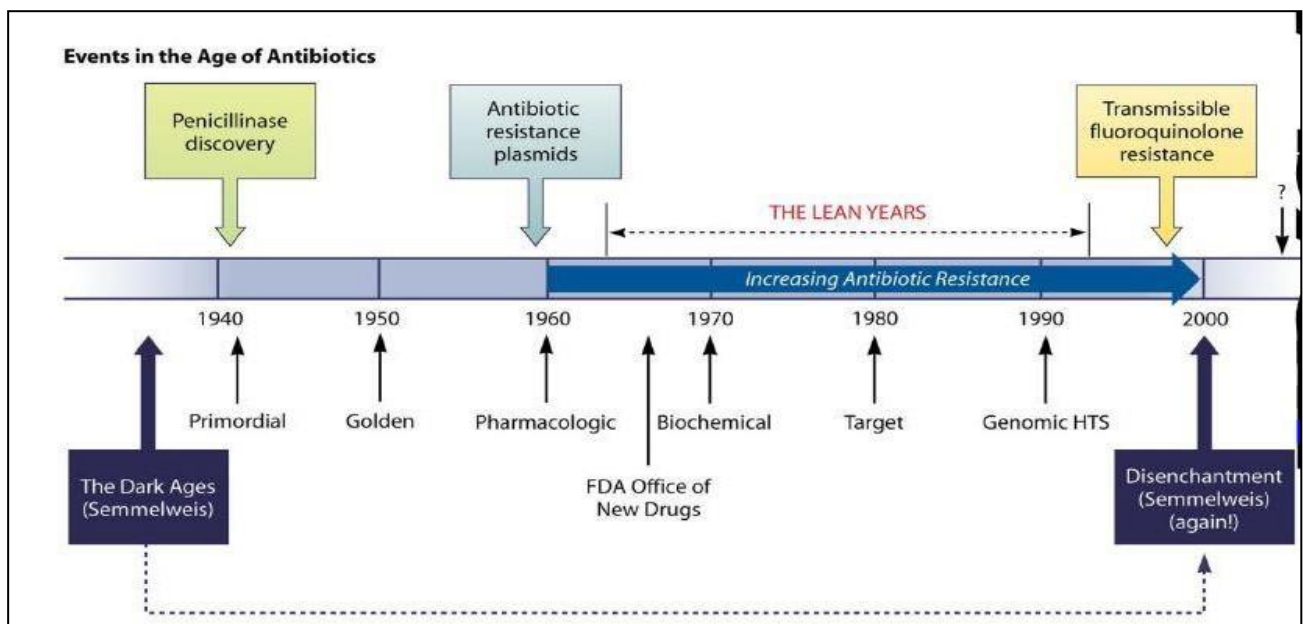 Events in the Age of Antibiotics
Penicillinase
discovery
Antibiotic
resistance
plasmids
Transmissible
fluoroquinolone
resistance
?
THE LEAN YEARS
Increasing Antibiotic Resistance
1940 1950 1960 1970 1980 1990 2000
Primordial Golden Pharmacologic Biochemical Target Genomic HTS
The Dark Ages
(Semmelweis)
FDA Office of
New Drugs
Disenchantment
(Semmelweis)
(again!)